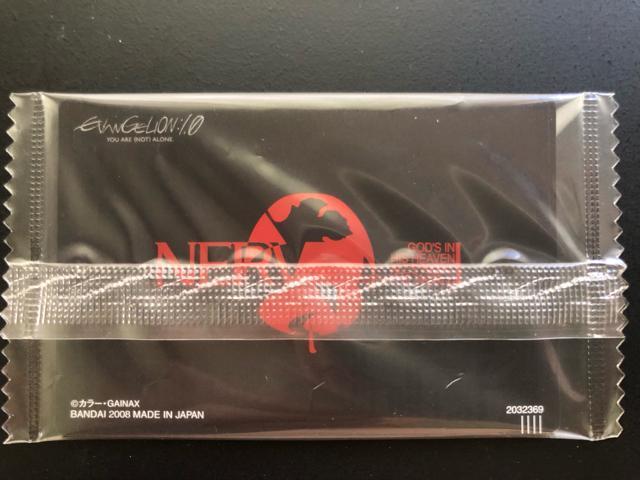 EVANGELION:1.0
YOU ARE (NOT) ALONE.
NERV
GOD'S IN
HIS HEAVEN
©カラー・GAINAX
BANDAI 2008 MADE IN JAPAN
2032369